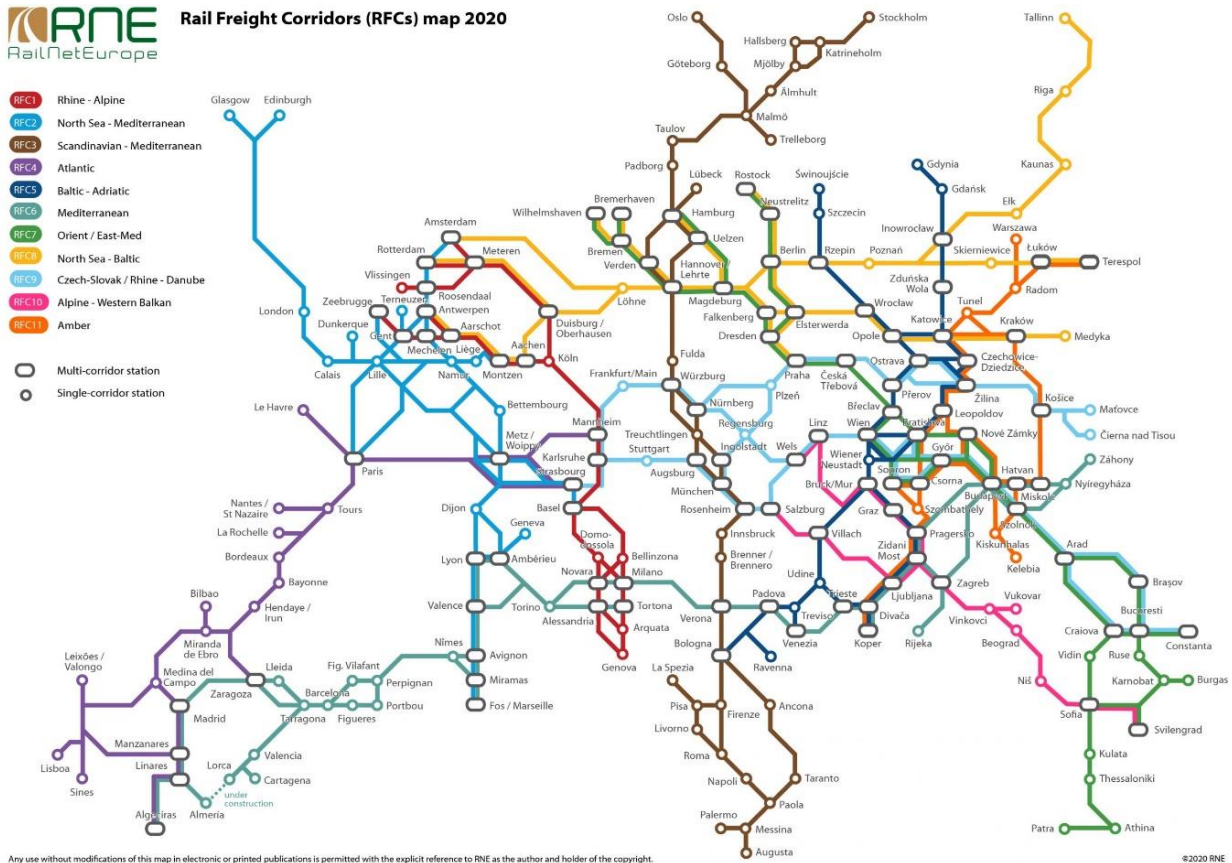 RNE
RailNetEurope
Rail Freight Corridors (RFCs) map 2020
RFC1 Rhine - Alpine
RFC2 North Sea - Mediterranean
RFC3 Scandinavian - Mediterranean
RFC4 Atlantic
RFC5 Baltic - Adriatic
RFC6 Mediterranean
RFC7 Orient / East-Med
RFC8 North Sea - Baltic
RFC9 Czech-Slovak / Rhine - Danube
RFC10 Alpine - Western Balkan
RFC11 Amber
Multi-corridor station
Single-corridor station
Glasgow
Edinburgh
London
Calais
Dunkerque
Lille
Zeebrugge
Terneuzen
Gent
Vlissingen
Rotterdam
Amsterdam
Meteren
Roosendaal
Antwerpen
Aarschot
Mechelen
Liège
Namur
Montzen
Aachen
Duisburg /
Oberhausen
Köln
Löhne
Bettembourg
Metz /
Woippy
Strasbourg
Mannheim
Karlsruhe
Basel
Stuttgart
Frankfurt/Main
Le Havre
Paris
Nantes /
St Nazaire
Tours
La Rochelle
Bordeaux
Bayonne
Hendaye /
Irun
Bilbao
Miranda
de Ebro
Leixões /
Valongo
Medina del
Campo
Madrid
Manzanares
Linares
Lisboa
Sines
Algeciras
Almeria
Lorca
under
construction
Cartagena
Valencia
Zaragoza
Lleida
Tarragona
Barcelona
Fig. Vilafant
Figueres
Perpignan
Portbou
Nîmes
Avignon
Miramas
Fos / Marseille
Valence
Lyon
Dijon
Geneva
Ambérieu
Torino
Alessandria
Novara
Domo-
dossola
Bellinzona
Milano
Tortona
Arquata
Genova
Oslo
Göteborg
Stockholm
Hallsberg
Katrineholm
Mjölby
Älmhult
Malmö
Trelleborg
Taulov
Padborg
Lübeck
Hamburg
Uelzen
Wilhelmshaven
Bremerhaven
Bremen
Verden
Hannover
Lehrte
Magdeburg
Rostock
Neustrelitz
Berlin
Falkenberg
Dresden
Elsterwerda
Fulda
Würzburg
Nürnberg
Treuchtlingen
Regensburg
Ingolstadt
Augsburg
München
Rosenheim
Innsbruck
Brenner /
Brennero
Verona
Bologna
La Spezia
Pisa
Livorno
Firenze
Roma
Napoli
Ancona
Taranto
Paola
Palermo
Messina
Augusta
Padova
Venezia
Treviso
Ravenna
Udine
Trieste
Villach
Salzburg
Wels
Linz
Praha
Plzeň
Česká
Třebová
Świnoujście
Szczecin
Rzepin
Poznań
Wrocław
Opole
Gdynia
Gdańsk
Inowrocław
Zduńska
Wola
Katowice
Skierniewice
Warszawa
Łuków
Terespol
Radom
Tunel
Kraków
Medyka
Ełk
Kaunas
Riga
Tallinn
Czechowice-
Dziedzice
Ostrava
Přerov
Břeclav
Žilina
Leopoldov
Košice
Maťovce
Čierna nad Tisou
Wien
Bratislava
Nové Zámky
Wiener
Neustadt
Sopron
Győr
Csorna
Hatvan
Budapest
Miskolc
Záhony
Nyíregyháza
Szombathely
Szolnok
Kiskunhalas
Kelebia
Bruck/Mur
Graz
Pragersko
Zidani
Most
Ljubljana
Divača
Koper
Zagreb
Rijeka
Vinkovci
Vukovar
Beograd
Niš
Sofia
Svilengrad
Arad
Brașov
Bucuresti
Craiova
Constanta
Vidin
Ruse
Karnobat
Burgas
Kulata
Thessaloniki
Patra
Athina
Any use without modifications of this map in electronic or printed publications is permitted with the explicit reference to RNE as the author and holder of the copyright.
©2020 RNE